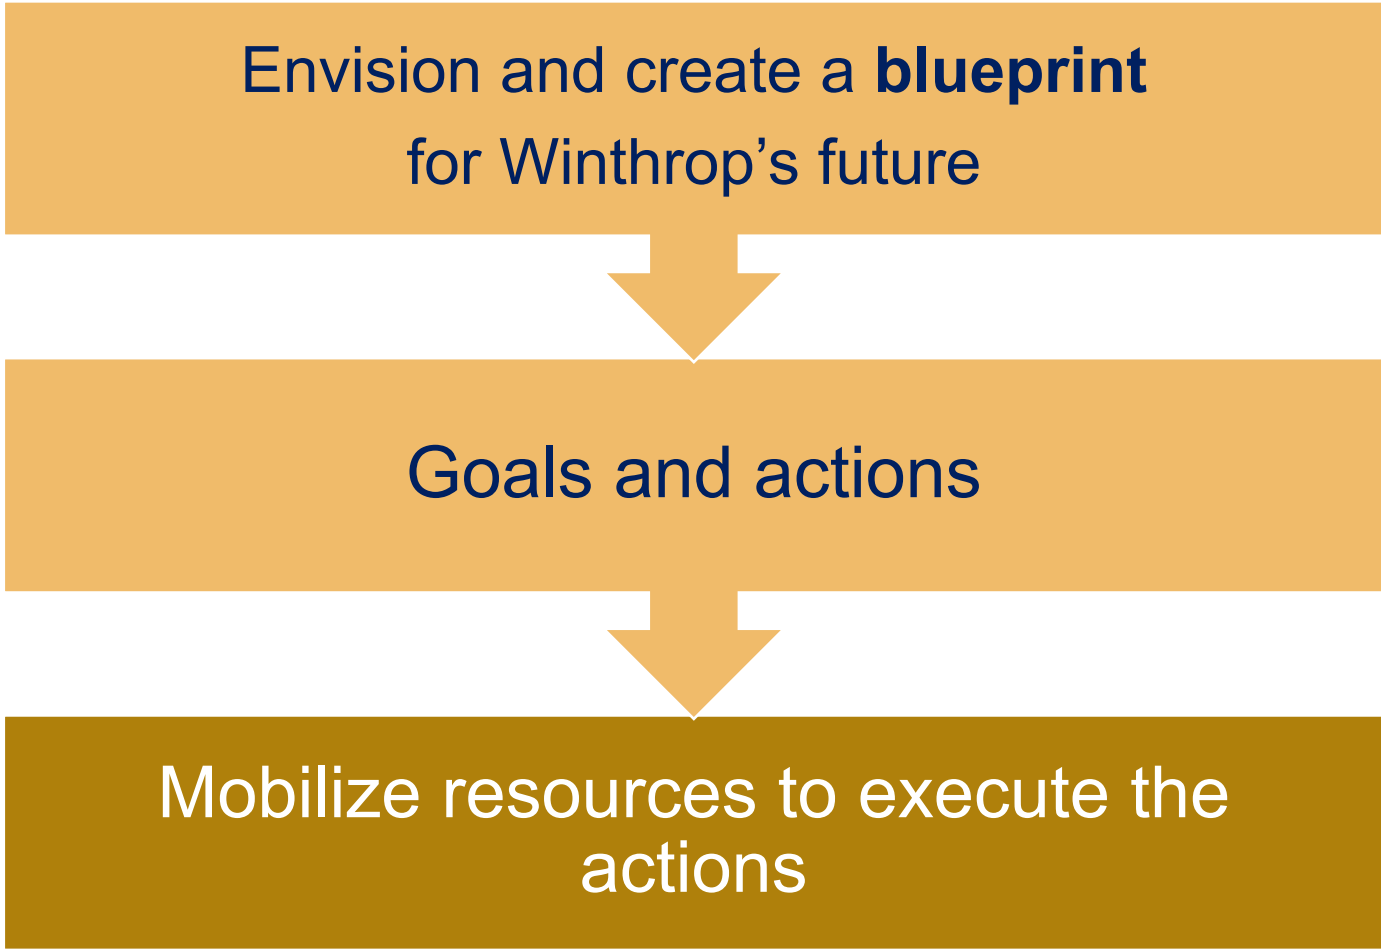 Envision and create a blueprint
for Winthrop’s future
Goals and actions
Mobilize resources to execute the
actions